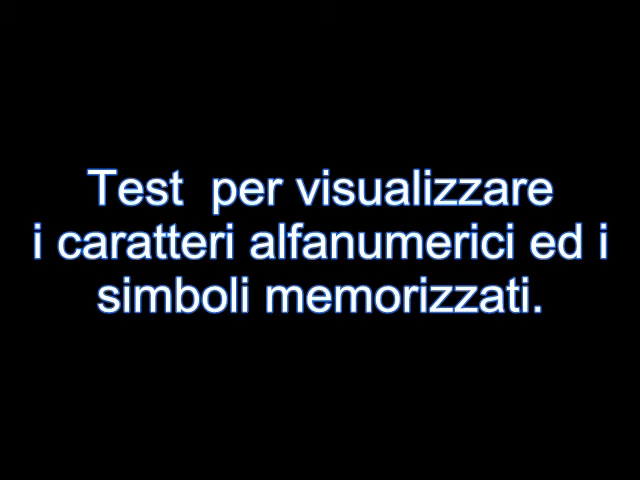 Test  per visualizzare
i caratteri alfanumerici ed i
simboli memorizzati.